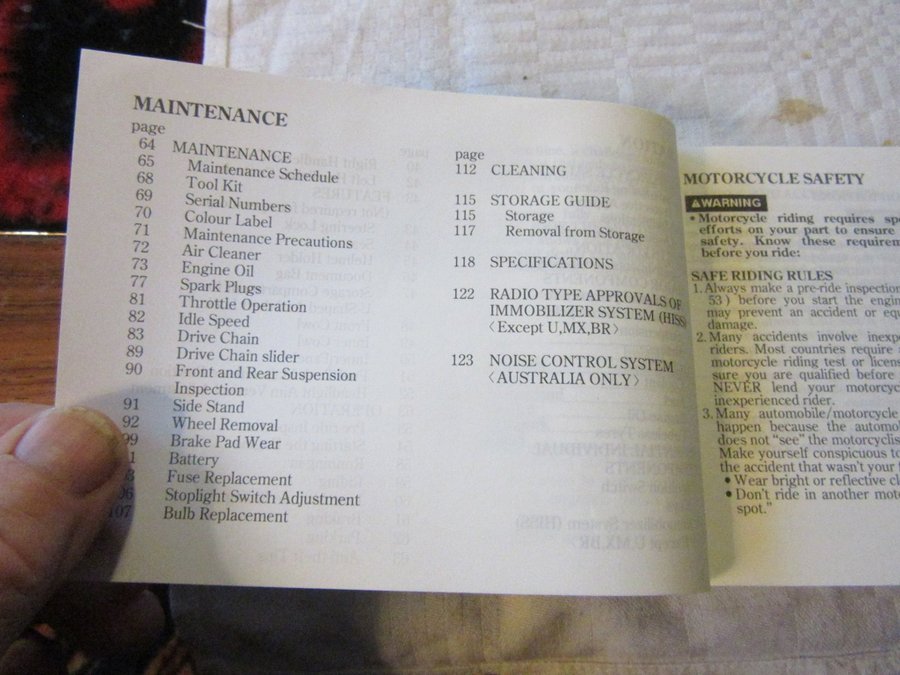 MAINTENANCE
page
64 MAINTENANCE
65 Maintenance Schedule
68 Tool Kit
69 Serial Numbers
70 Colour Label
71 Maintenance Precautions
72 Air Cleaner
73 Engine Oil
77 Spark Plugs
81 Throttle Operation
82 Idle Speed
83 Drive Chain
89 Drive Chain slider
90 Front and Rear Suspension
Inspection
91 Side Stand
92 Wheel Removal
99 Brake Pad Wear
Battery
Fuse Replacement
Stoplight Switch Adjustment
107 Bulb Replacement
page
112 CLEANING
115 STORAGE GUIDE
115 Storage
117 Removal from Storage
118 SPECIFICATIONS
122 RADIO TYPE APPROVALS OF
IMMOBILIZER SYSTEM (HISS)
〈Except U,MX,BR〉
123 NOISE CONTROL SYSTEM
〈AUSTRALIA ONLY〉
MOTORCYCLE SAFETY
WARNING
• Motorcycle riding requires
efforts on your part to ensure
safety. Know these
before you ride:
SAFE RIDING RULES
1. Always make a pre-ride inspection
53 ) before you start the
may prevent an accident or
damage.
2. Many accidents involve
riders. Most countries require
motorcycle riding test or
sure you are qualified before
NEVER lend your
inexperienced rider.
3. Many automobile/motorcycle
happen because the
does not "see" the
Make yourself conspicuous to
the accident that wasn't your
• Wear bright or reflective
• Don't ride in another
spot."